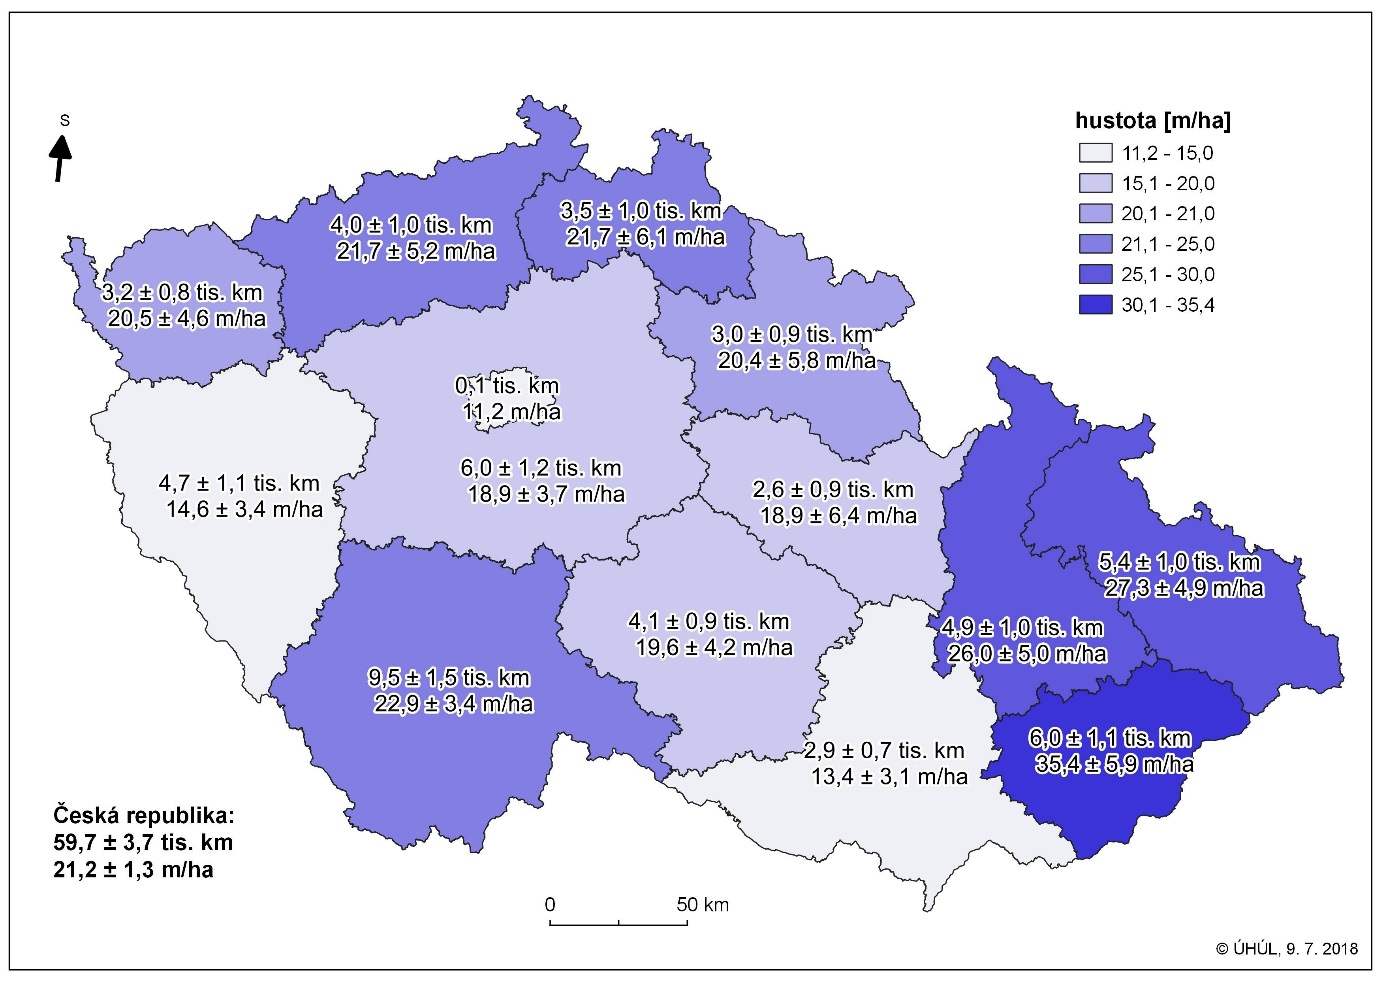 S
hustota [m/ha]
11,2 - 15,0
15,1 - 20,0
20,1 - 21,0
21,1 - 25,0
25,1 - 30,0
30,1 - 35,4
4,0 ± 1,0 tis. km
21,7 ± 5,2 m/ha
3,5 ± 1,0 tis. km
21,7 ± 6,1 m/ha
3,2 ± 0,8 tis. km
20,5 ± 4,6 m/ha
3,0 ± 0,9 tis. km
20,4 ± 5,8 m/ha
0,1 tis. km
11,2 m/ha
4,7 ± 1,1 tis. km
14,6 ± 3,4 m/ha
6,0 ± 1,2 tis. km
18,9 ± 3,7 m/ha
2,6 ± 0,9 tis. km
18,9 ± 6,4 m/ha
5,4 ± 1,0 tis. km
27,3 ± 4,9 m/ha
4,1 ± 0,9 tis. km
19,6 ± 4,2 m/ha
4,9 ± 1,0 tis. km
26,0 ± 5,0 m/ha
9,5 ± 1,5 tis. km
22,9 ± 3,4 m/ha
2,9 ± 0,7 tis. km
13,4 ± 3,1 m/ha
6,0 ± 1,1 tis. km
35,4 ± 5,9 m/ha
Česká republika:
59,7 ± 3,7 tis. km
21,2 ± 1,3 m/ha
0 50 km
© ÚHÚL, 9. 7. 2018